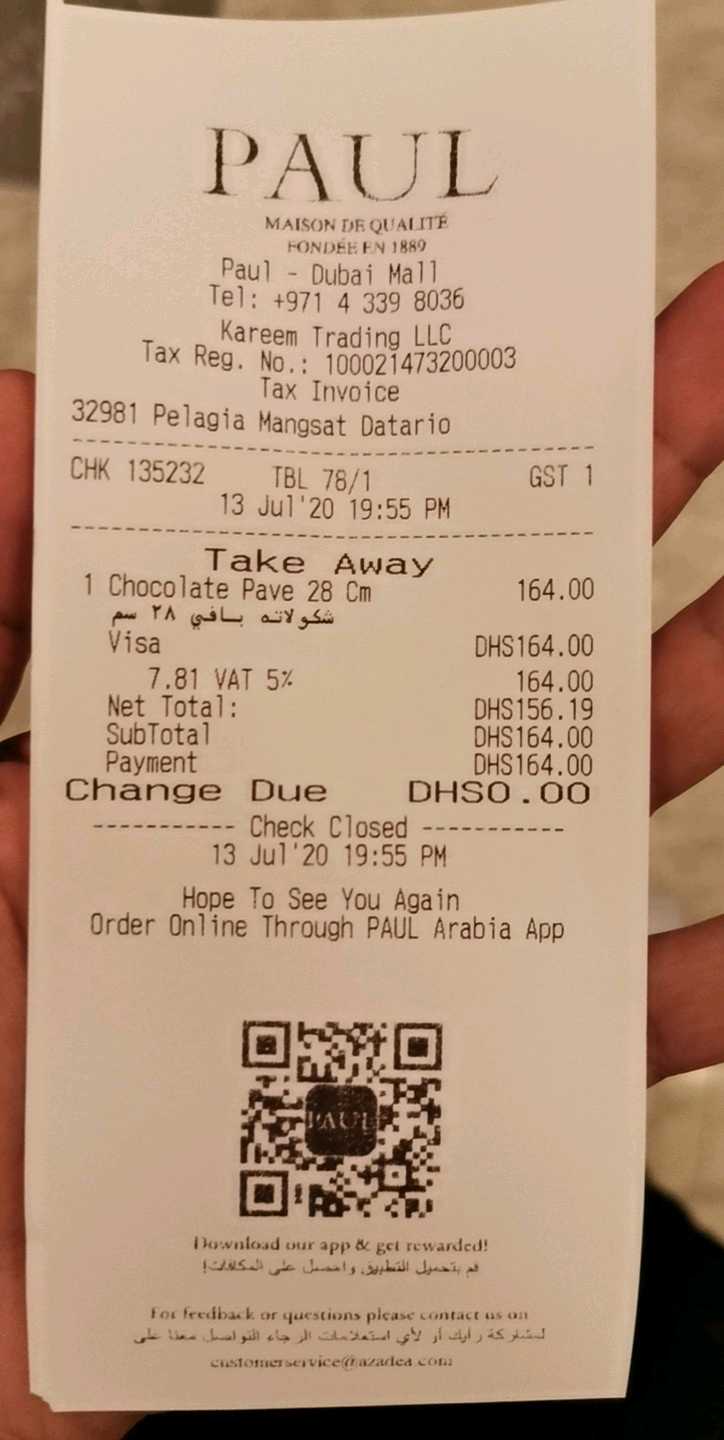 PAUL
MAISON DE QUALITÉ
FONDÉE EN 1889
Paul - Dubai Mall
Tel: +971 4 339 8036
Kareem Trading LLC
Tax Reg. No.: 100021473200003
Tax Invoice
32981 Pelagia Mangsat Datario
CHK 135232 TBL 78/1 GST 1
13 Jul'20 19:55 PM
Take Away
1 Chocolate Pave 28 Cm 164.00
شكولاته بافي ٢٨ سم
Visa DHS164.00
7.81 VAT 5% 164.00
Net Total: DHS156.19
SubTotal DHS164.00
Payment DHS164.00
Change Due DHS0.00
----------- Check Closed -----------
13 Jul'20 19:55 PM
Hope To See You Again
Order Online Through PAUL Arabia App
PAUL
Download our app & get rewarded!
قم بتحميل التطبيق واحصل على المكافآت!
For feedback or questions please contact us on
لمشاركة رأيك أو لأي استعلامات الرجاء التواصل معنا على
customerservice@azadea.com